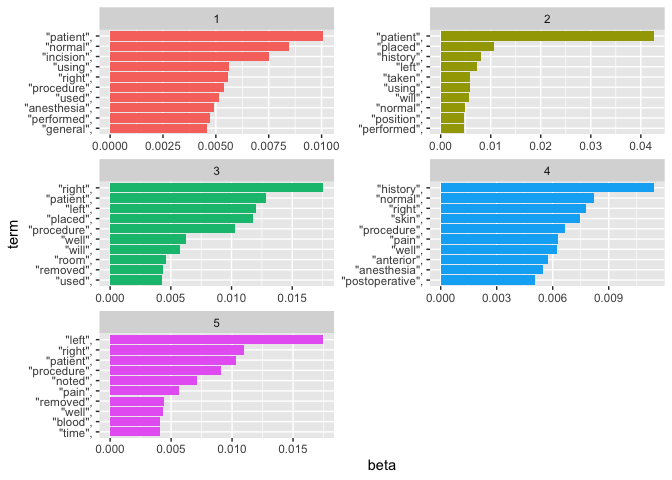 1
"patient",
"normal",
"incision",
"using",
"right",
"procedure",
"used",
"anesthesia",
"performed",
"general",
0.0000 0.0025 0.0050 0.0075 0.0100
2
"patient",
"placed",
"history",
"left",
"taken",
"using",
"will",
"normal",
"position",
"performed",
0.00 0.01 0.02 0.03 0.04
3
"right",
"patient",
"left",
"placed",
"procedure",
"well",
"will",
"room",
"removed",
"used",
0.000 0.005 0.010 0.015
4
"history",
"normal",
"right",
"skin",
"procedure",
"pain",
"well",
"anterior",
"anesthesia",
"postoperative",
0.000 0.003 0.006 0.009
5
"left",
"right",
"patient",
"procedure",
"noted",
"pain",
"removed",
"well",
"blood",
"time",
0.000 0.005 0.010 0.015
term
beta